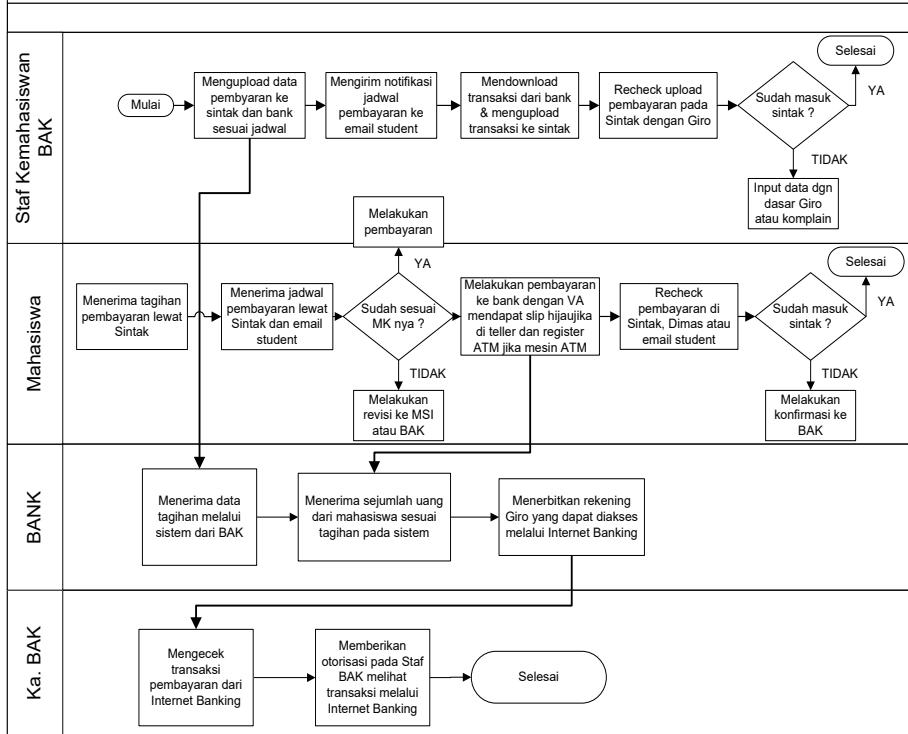 Staf Kemahasiswan
BAK
Mulai
Mengupload data
pembyaran ke
sintak dan bank
sesuai jadwal
Mengirim notifikasi
jadwal
pembayaran ke
email student
Mendownload
transaksi dari bank
& mengupload
transaksi ke sintak
Recheck upload
pembayaran pada
Sintak dengan Giro
Sudah masuk
sintak ?
YA
Selesai
TIDAK
Input data dgn
dasar Giro
atau komplain
Mahasiswa
Menerima tagihan
pembayaran lewat
Sintak
Menerima jadwal
pembayaran lewat
Sintak dan email
student
Sudah sesuai
MK nya ?
YA
Melakukan
pembayaran
TIDAK
Melakukan
revisi ke MSI
atau BAK
Melakukan pembayaran
ke bank dengan VA
mendapat slip hijaujika
di teller dan register
ATM jika mesin ATM
Recheck
pembayaran di
Sintak, Dimas atau
email student
Sudah masuk
sintak ?
YA
Selesai
TIDAK
Melakukan
konfirmasi ke
BAK
BANK
Menerima data
tagihan melalui
sistem dari BAK
Menerima sejumlah uang
dari mahasiswa sesuai
tagihan pada sistem
Menerbitkan rekening
Giro yang dapat diakses
melalui Internet Banking
Ka. BAK
Mengecek
transaksi
pembayaran dari
Internet Banking
Memberikan
otorisasi pada Staf
BAK melihat
transaksi melalui
Internet Banking
Selesai